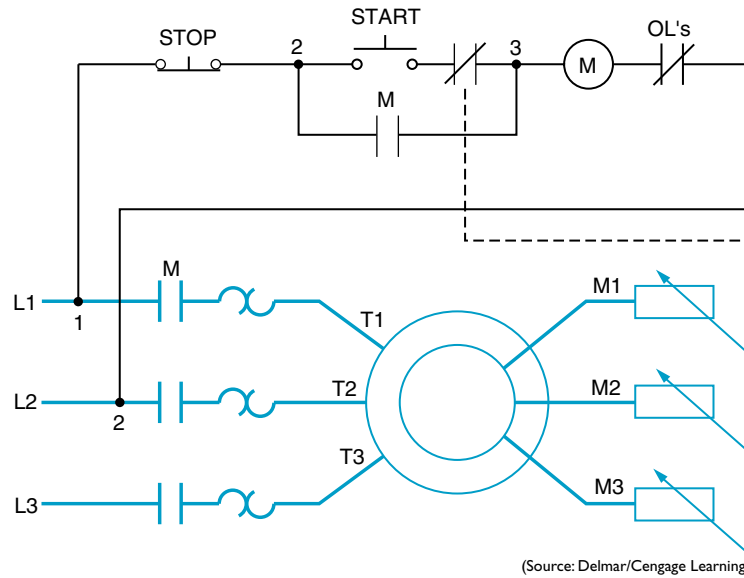 START
STOP
OL's
2
3
M
M
M
L1
1
T1
M1
L2
2
T2
M2
L3
T3
M3
(Source: Delmar/Cengage Learning